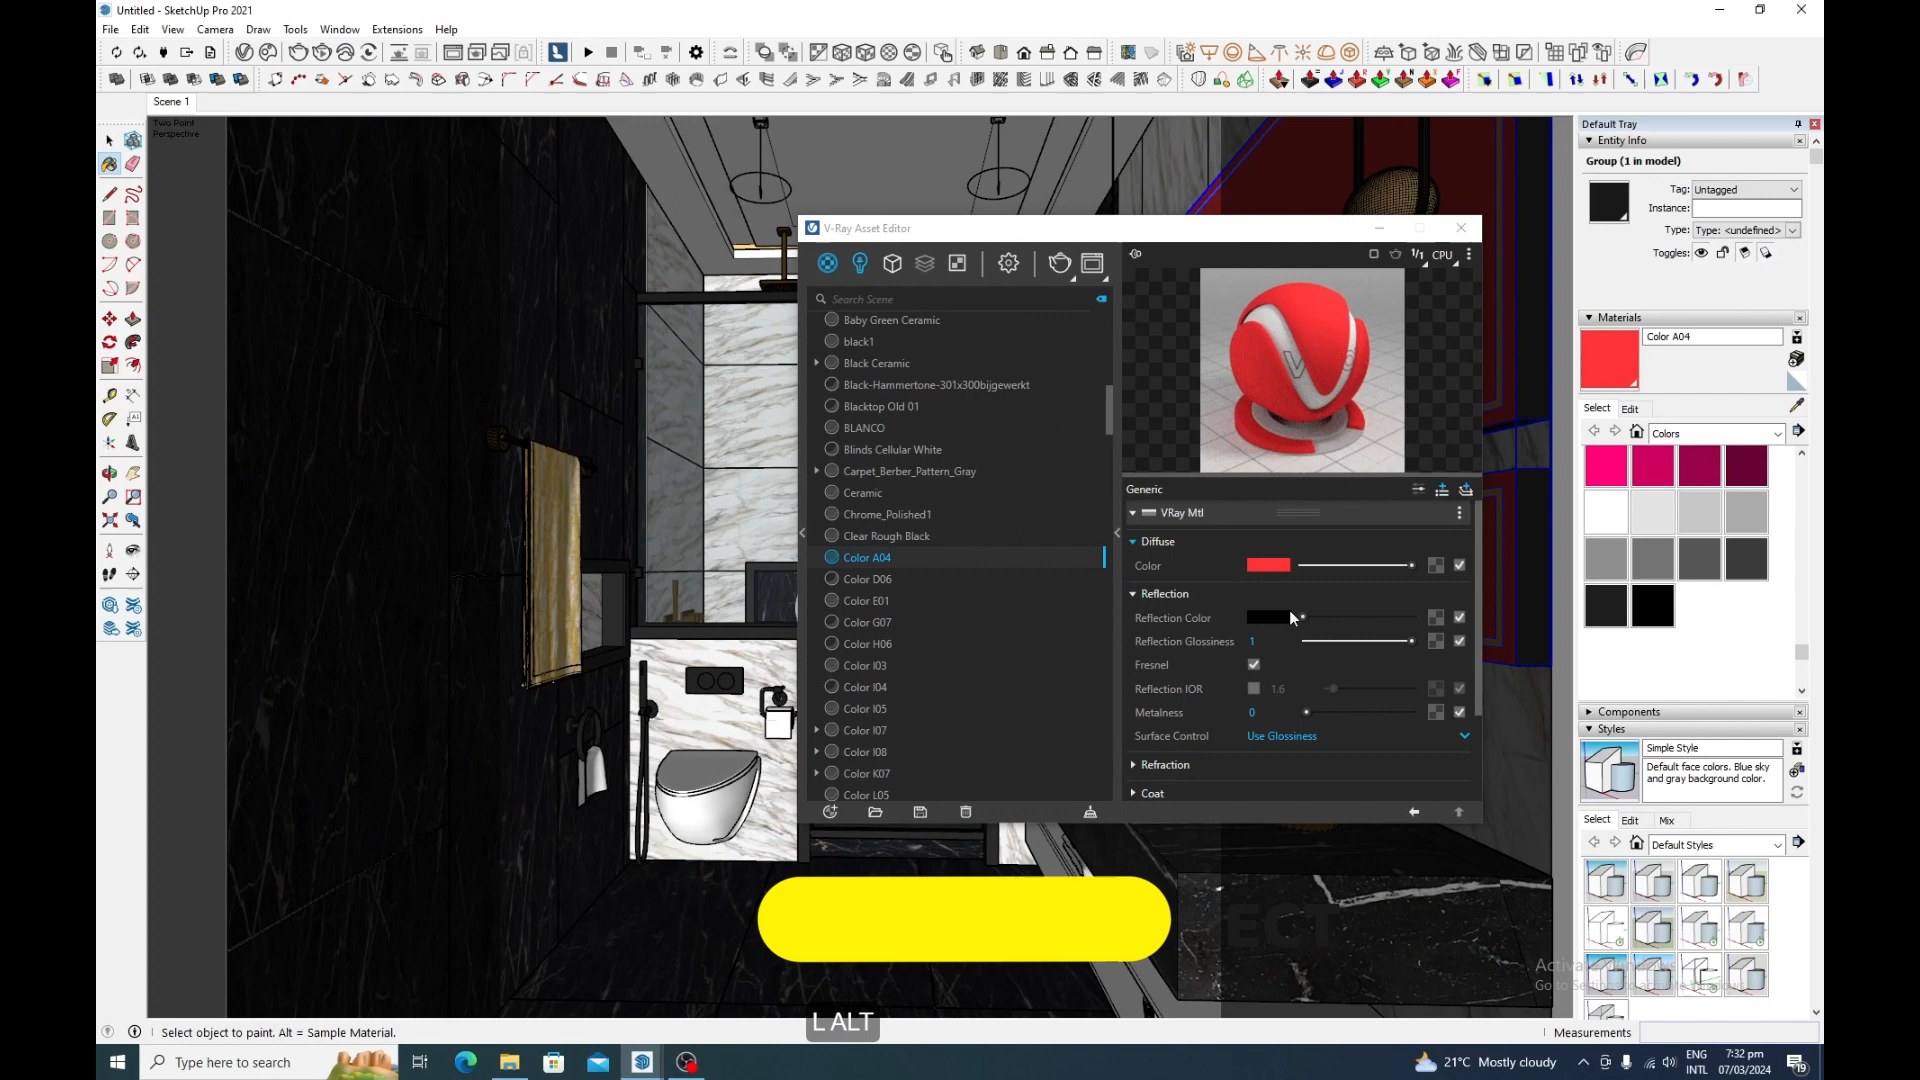 Untitled - SketchUp Pro 2021
File Edit View Camera Draw Tools Window Extensions Help
Scene 1
Two Point
Perspective
Default Tray
Entity Info
Group (1 in model)
Tag: Untagged
Instance:
Type: Type: <undefined>
Toggles:
V-Ray Asset Editor
1/1 CPU
Search Scene
Baby Green Ceramic
black1
Black Ceramic
Black-Hammertone-301x300bijgewerkt
Blacktop Old 01
BLANCO
Blinds Cellular White
Carpet_Berber_Pattern_Gray
Ceramic
Chrome_Polished1
Clear Rough Black
Color A04
Color D06
Color E01
Color G07
Color H06
Color I03
Color I04
Color I05
Color I07
Color I08
Color K07
Color L05
Generic
VRay Mtl
Diffuse
Color
Reflection
Reflection Color
Reflection Glossiness 1
Fresnel
Reflection IOR 1.6
Metalness 0
Surface Control Use Glossiness
Refraction
Coat
Materials
Color A04
Select Edit
Colors
Components
Styles
Simple Style
Default face colors. Blue sky
and gray background color.
Select Edit Mix
Default Styles
ECT
L ALT
Select object to paint. Alt = Sample Material.
Measurements
Type here to search
21°C Mostly cloudy
ENG
INTL
7:32 pm
07/03/2024
19